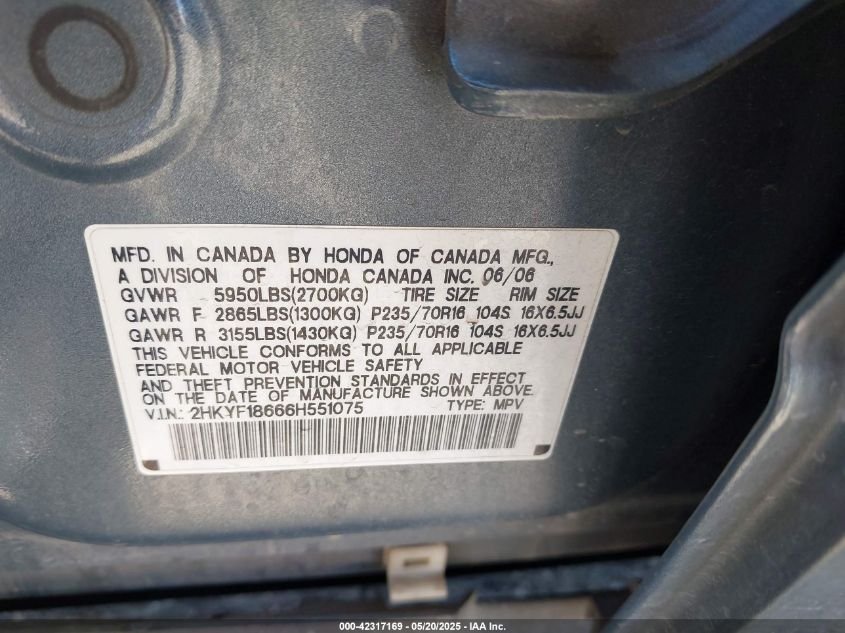 MFD. IN CANADA BY HONDA OF CANADA MFG.,
A DIVISION OF HONDA CANADA INC. 06/06
GVWR 5950LBS(2700KG) TIRE SIZE RIM SIZE
GAWR F 2865LBS(1300KG) P235/70R16 104S 16X6.5JJ
GAWR R 3155LBS(1430KG) P235/70R16 104S 16X6.5JJ
THIS VEHICLE CONFORMS TO ALL APPLICABLE
FEDERAL MOTOR VEHICLE SAFETY
AND THEFT PREVENTION STANDARDS IN EFFECT
ON THE DATE OF MANUFACTURE SHOWN ABOVE.
V.I.N.: 2HKYF18666H551075 TYPE: MPV
000-42317169 — 05/20/2025 — IAA Inc.